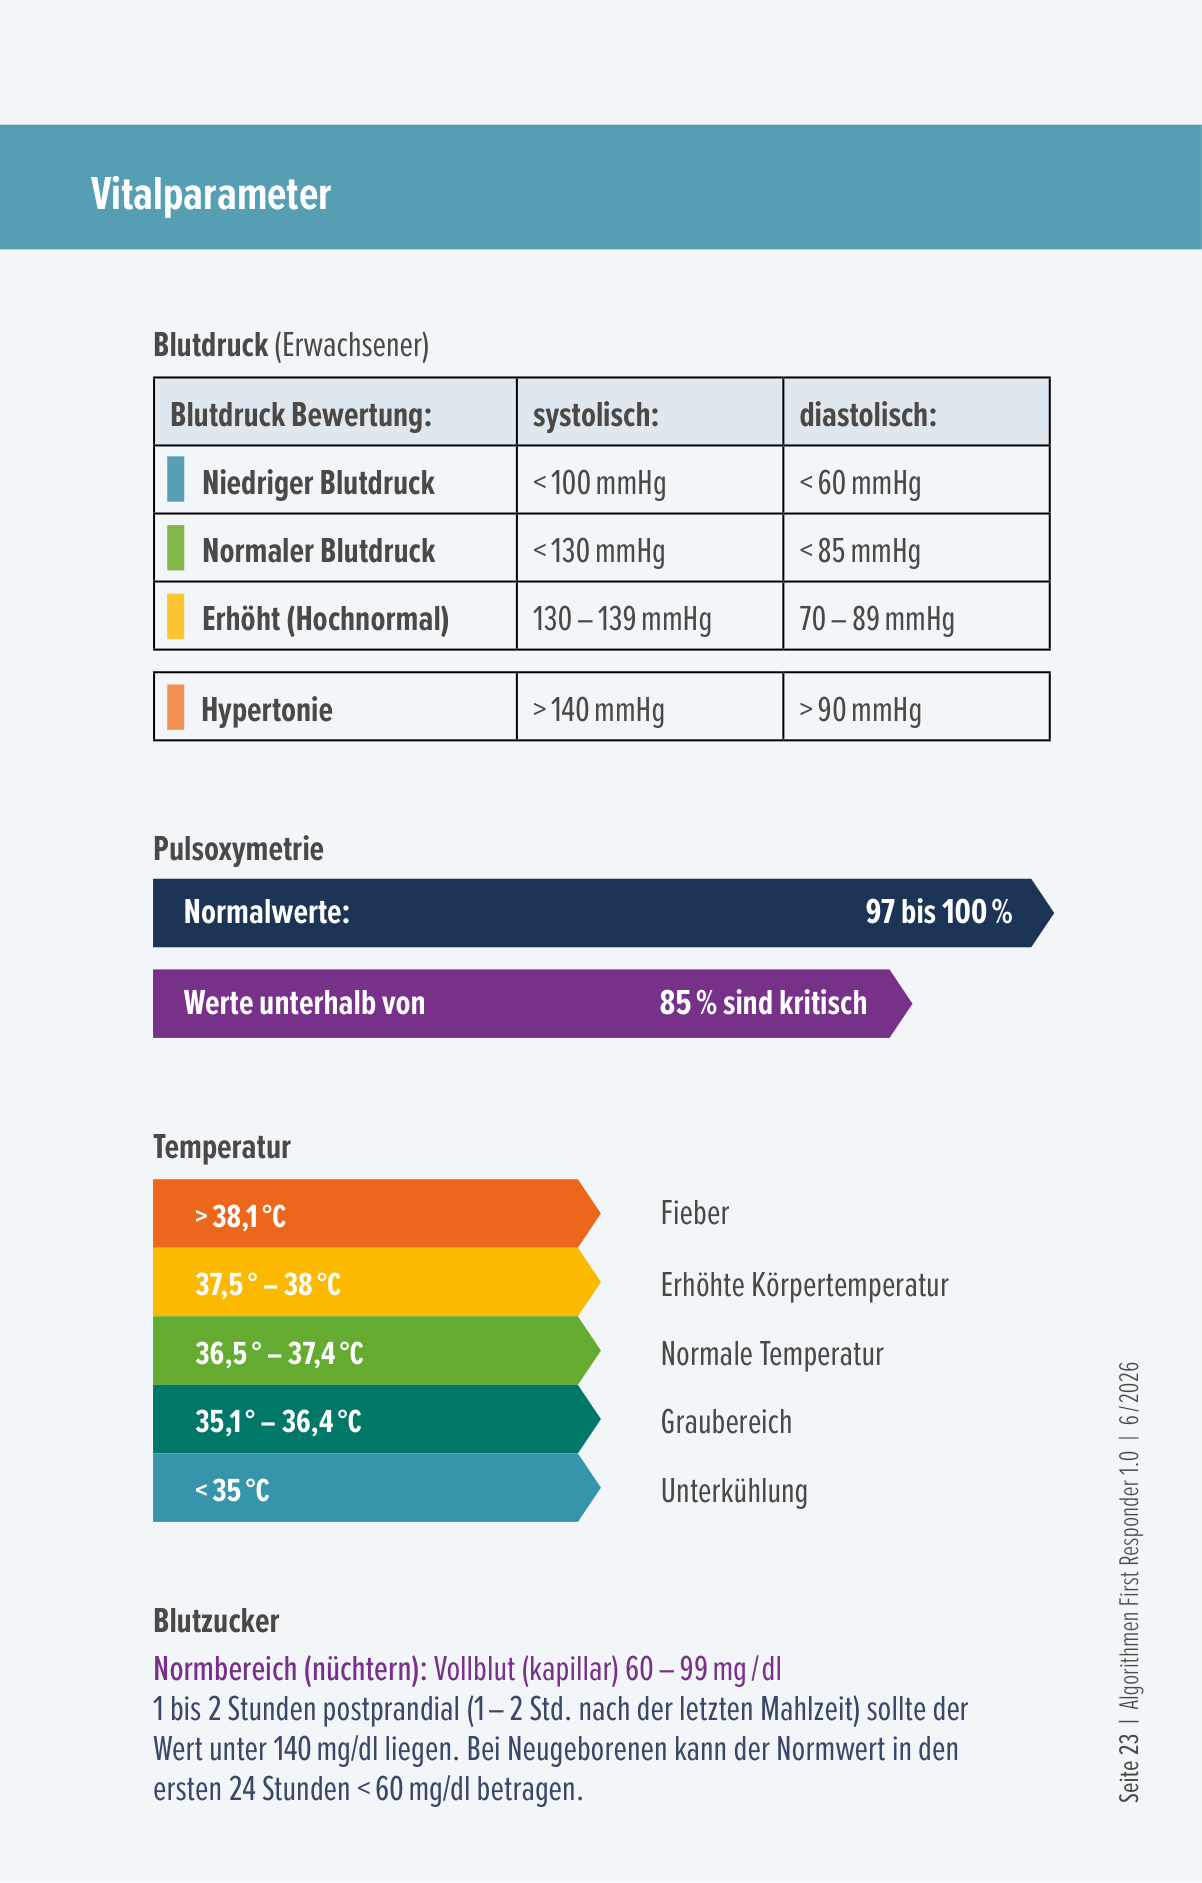 Vitalparameter
Blutdruck (Erwachsener)
Blutdruck Bewertung: systolisch: diastolisch:
Niedriger Blutdruck < 100 mmHg < 60 mmHg
Normaler Blutdruck < 130 mmHg < 85 mmHg
Erhöht (Hochnormal) 130 – 139 mmHg 70 – 89 mmHg
Hypertonie > 140 mmHg > 90 mmHg
Pulsoxymetrie
Normalwerte: 97 bis 100 %
Werte unterhalb von 85 % sind kritisch
Temperatur
> 38,1 °C Fieber
37,5 ° – 38 °C Erhöhte Körpertemperatur
36,5 ° – 37,4 °C Normale Temperatur
35,1 ° – 36,4 °C Graubereich
< 35 °C Unterkühlung
Blutzucker
Normbereich (nüchtern): Vollblut (kapillar) 60 – 99 mg / dl
1 bis 2 Stunden postprandial (1 – 2 Std. nach der letzten Mahlzeit) sollte der
Wert unter 140 mg/dl liegen. Bei Neugeborenen kann der Normwert in den
ersten 24 Stunden < 60 mg/dl betragen.
Seite 23 | Algorithmen First Responder 1.0 | 6 / 2026